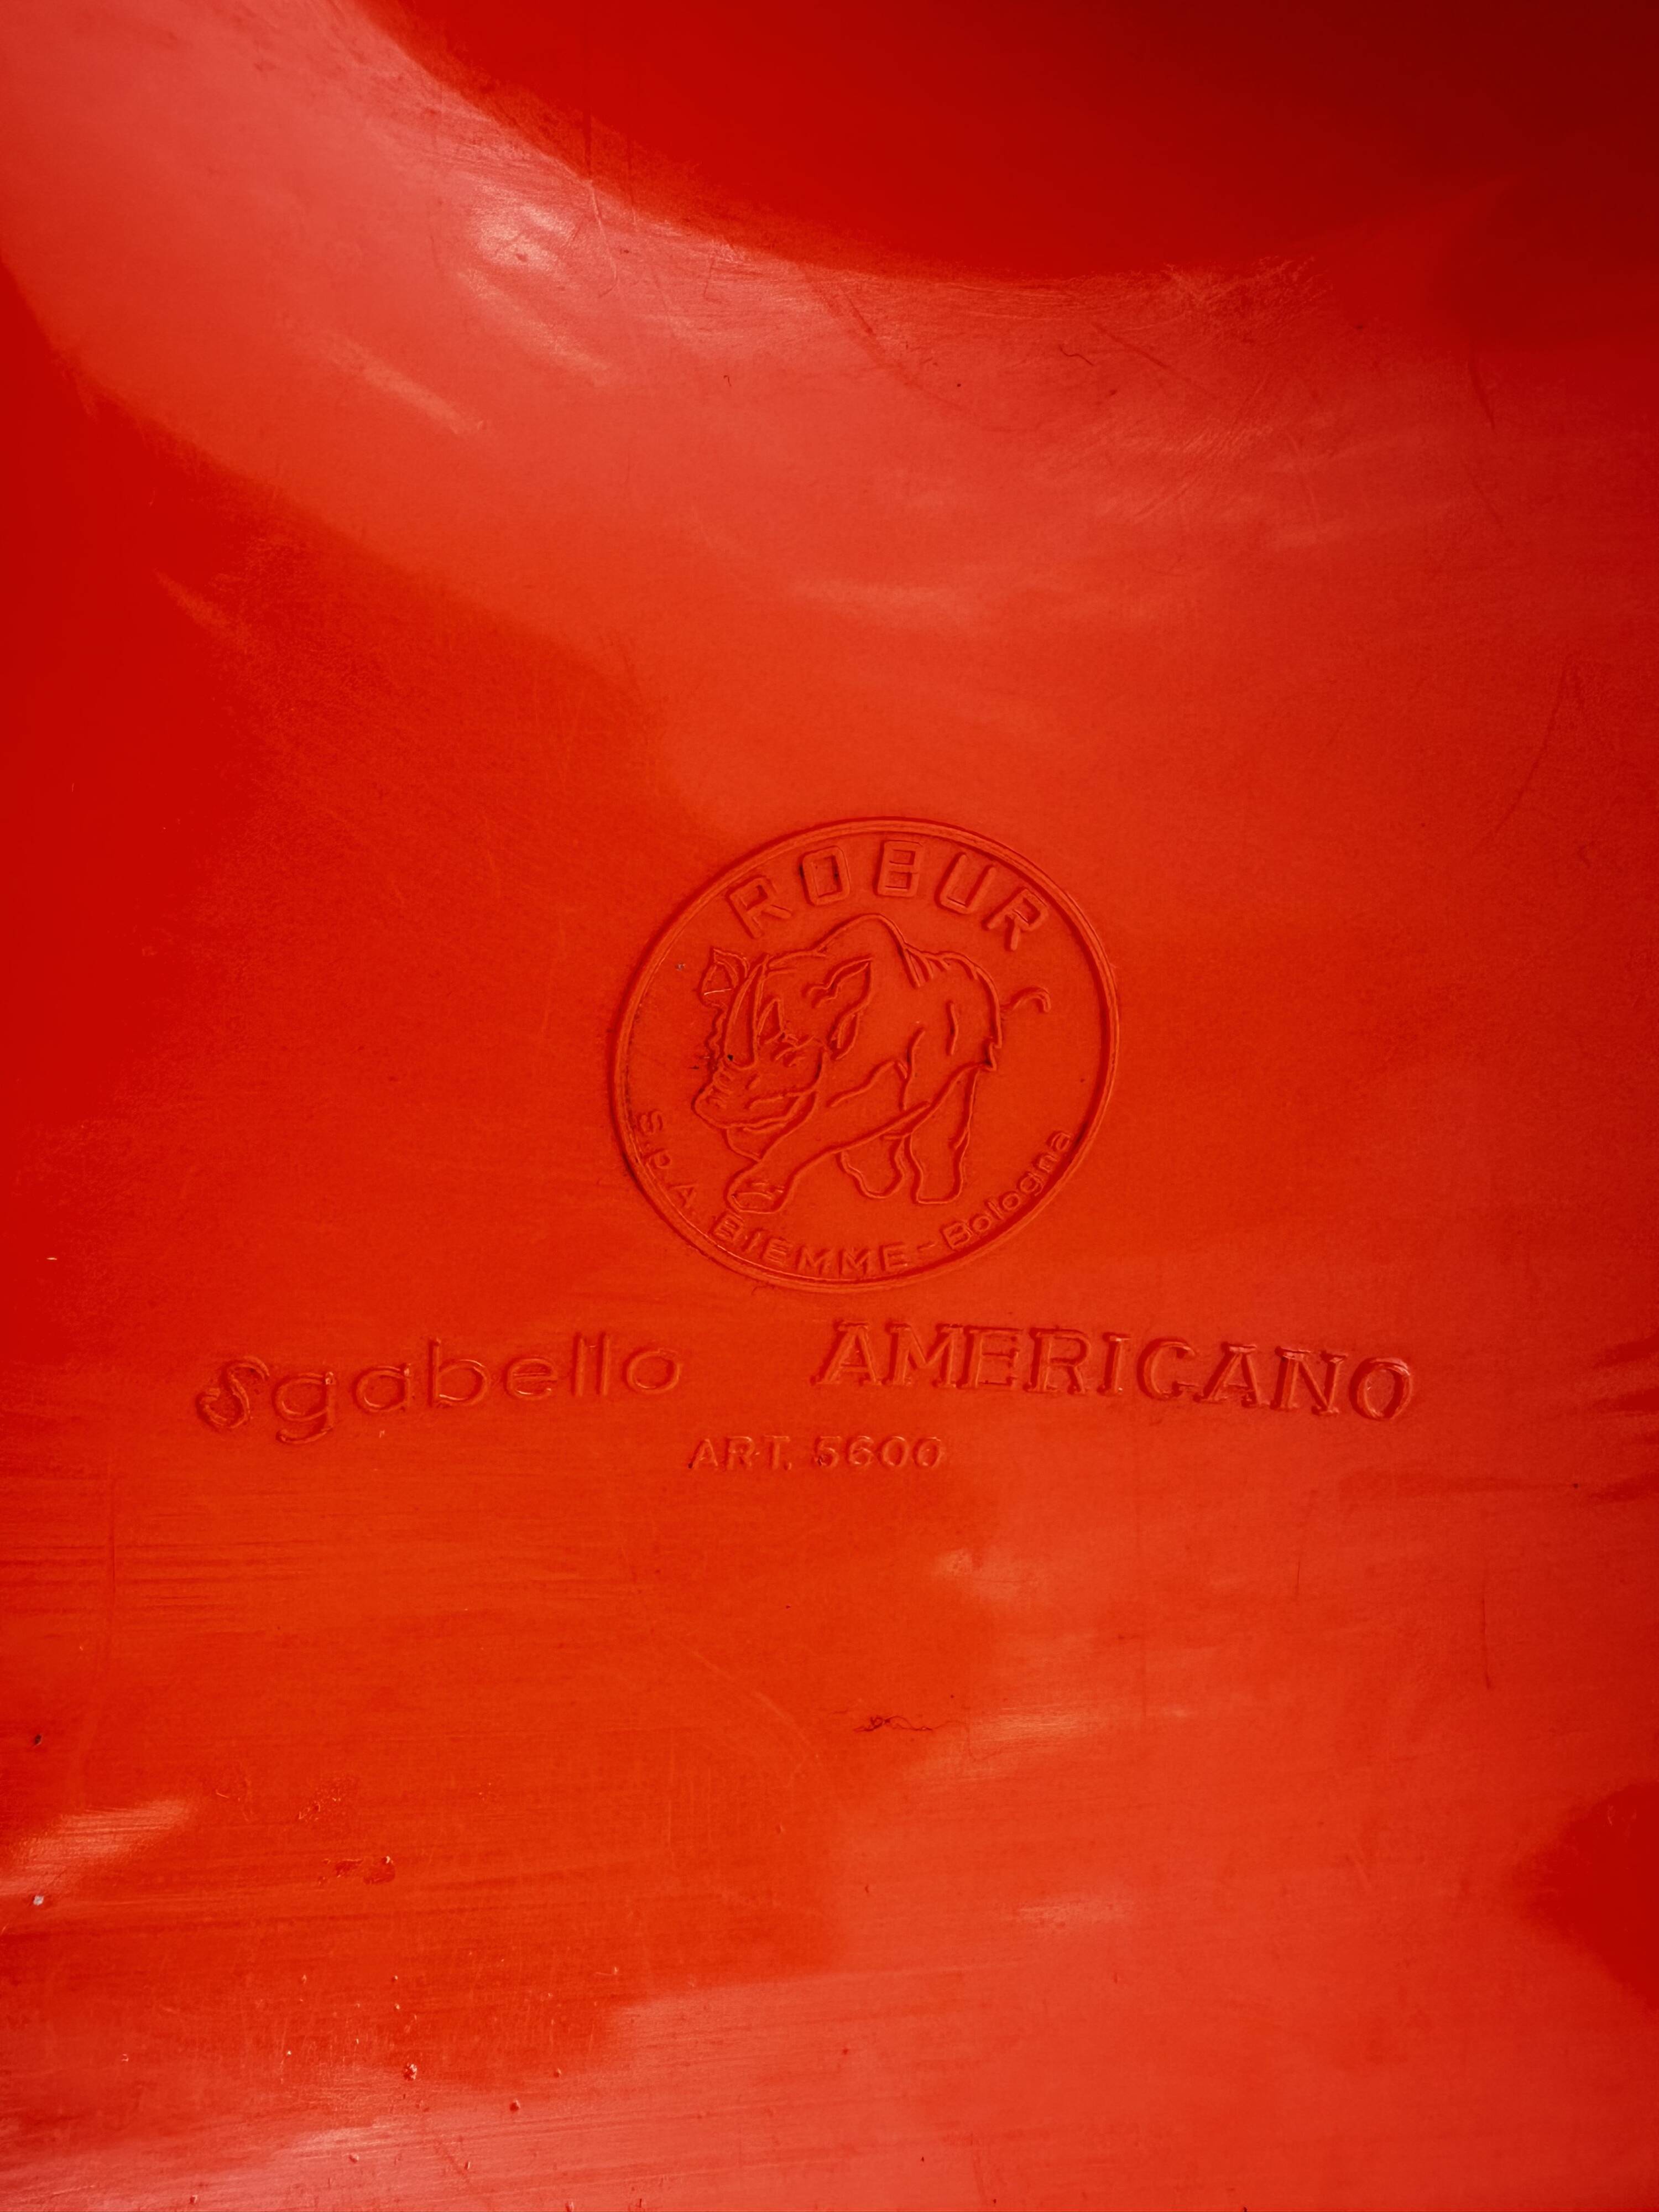 ROBUR
S.P.A. BIEMME - Bologna
Sgabello AMERICANO
ART. 5600